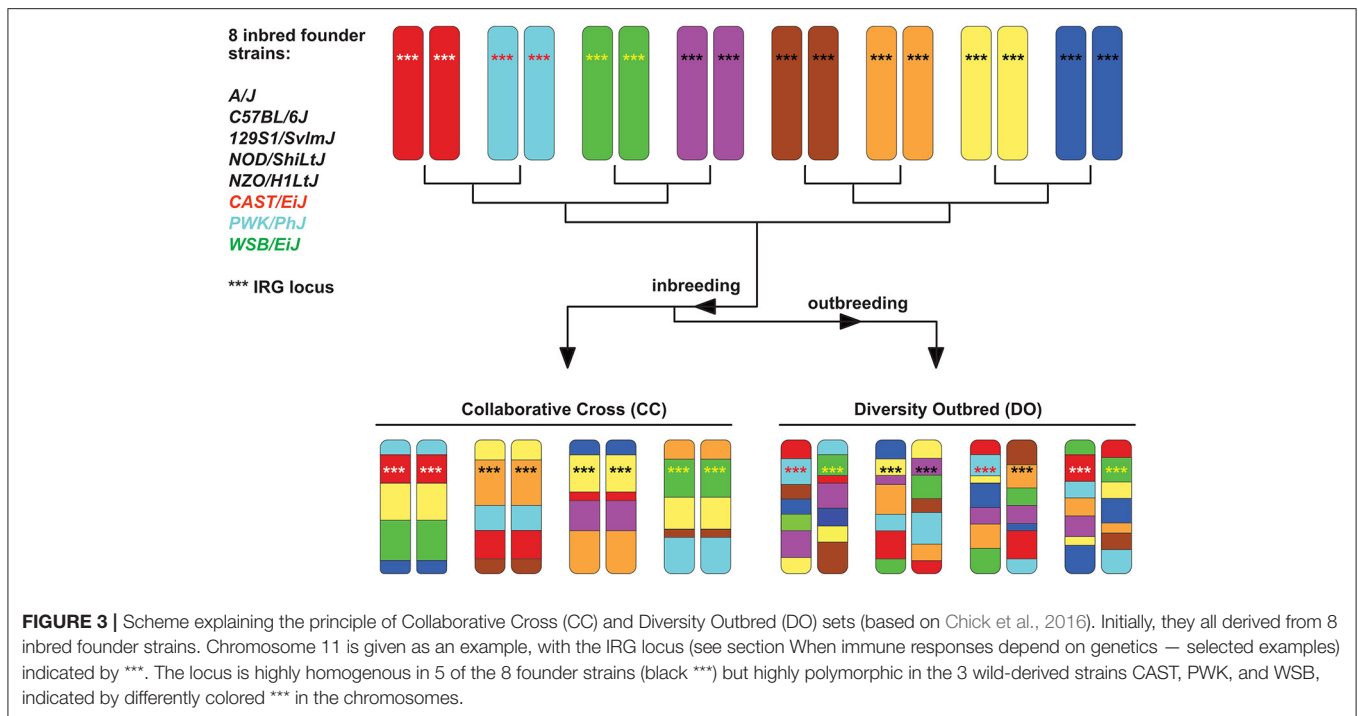 8 inbred founder
strains:
*** *** *** *** *** *** *** *** *** *** *** *** *** *** *** ***
A/J
C57BL/6J
129S1/SvlmJ
NOD/ShiLtJ
NZO/H1LtJ
CAST/EiJ
PWK/PhJ
WSB/EiJ
*** IRG locus
inbreeding
outbreeding
Collaborative Cross (CC)
Diversity Outbred (DO)
*** *** *** *** *** *** *** *** *** *** *** *** *** *** *** ***
FIGURE 3 | Scheme explaining the principle of Collaborative Cross (CC) and Diversity Outbred (DO) sets (based on Chick et al., 2016). Initially, they all derived from 8
inbred founder strains. Chromosome 11 is given as an example, with the IRG locus (see section When immune responses depend on genetics — selected examples)
indicated by ***. The locus is highly homogenous in 5 of the 8 founder strains (black ***) but highly polymorphic in the 3 wild-derived strains CAST, PWK, and WSB,
indicated by differently colored *** in the chromosomes.